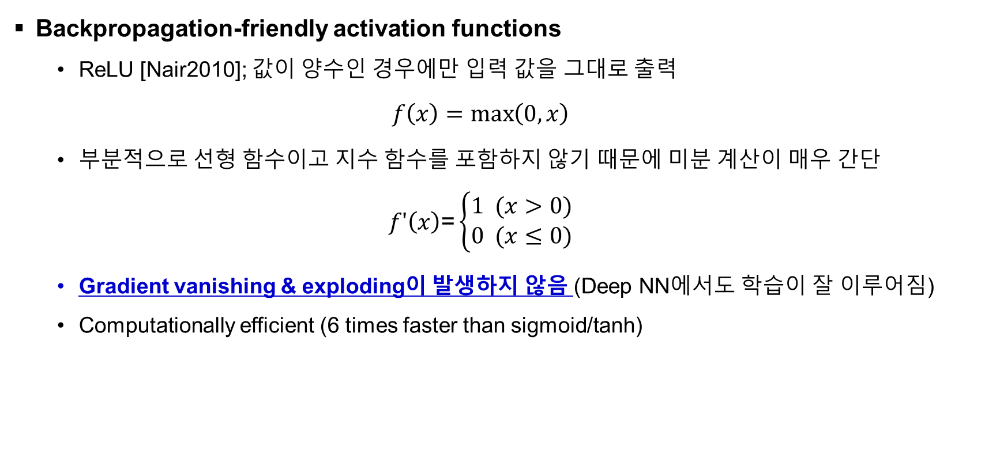 ▪ Backpropagation-friendly activation functions
• ReLU [Nair2010]; 값이 양수인 경우에만 입력 값을 그대로 출력
f(x) = max(0, x)
• 부분적으로 선형 함수이고 지수 함수를 포함하지 않기 때문에 미분 계산이 매우 간단
f'(x)= {1 (x > 0)
0 (x ≤ 0)
• Gradient vanishing & exploding이 발생하지 않음 (Deep NN에서도 학습이 잘 이루어짐)
• Computationally efficient (6 times faster than sigmoid/tanh)